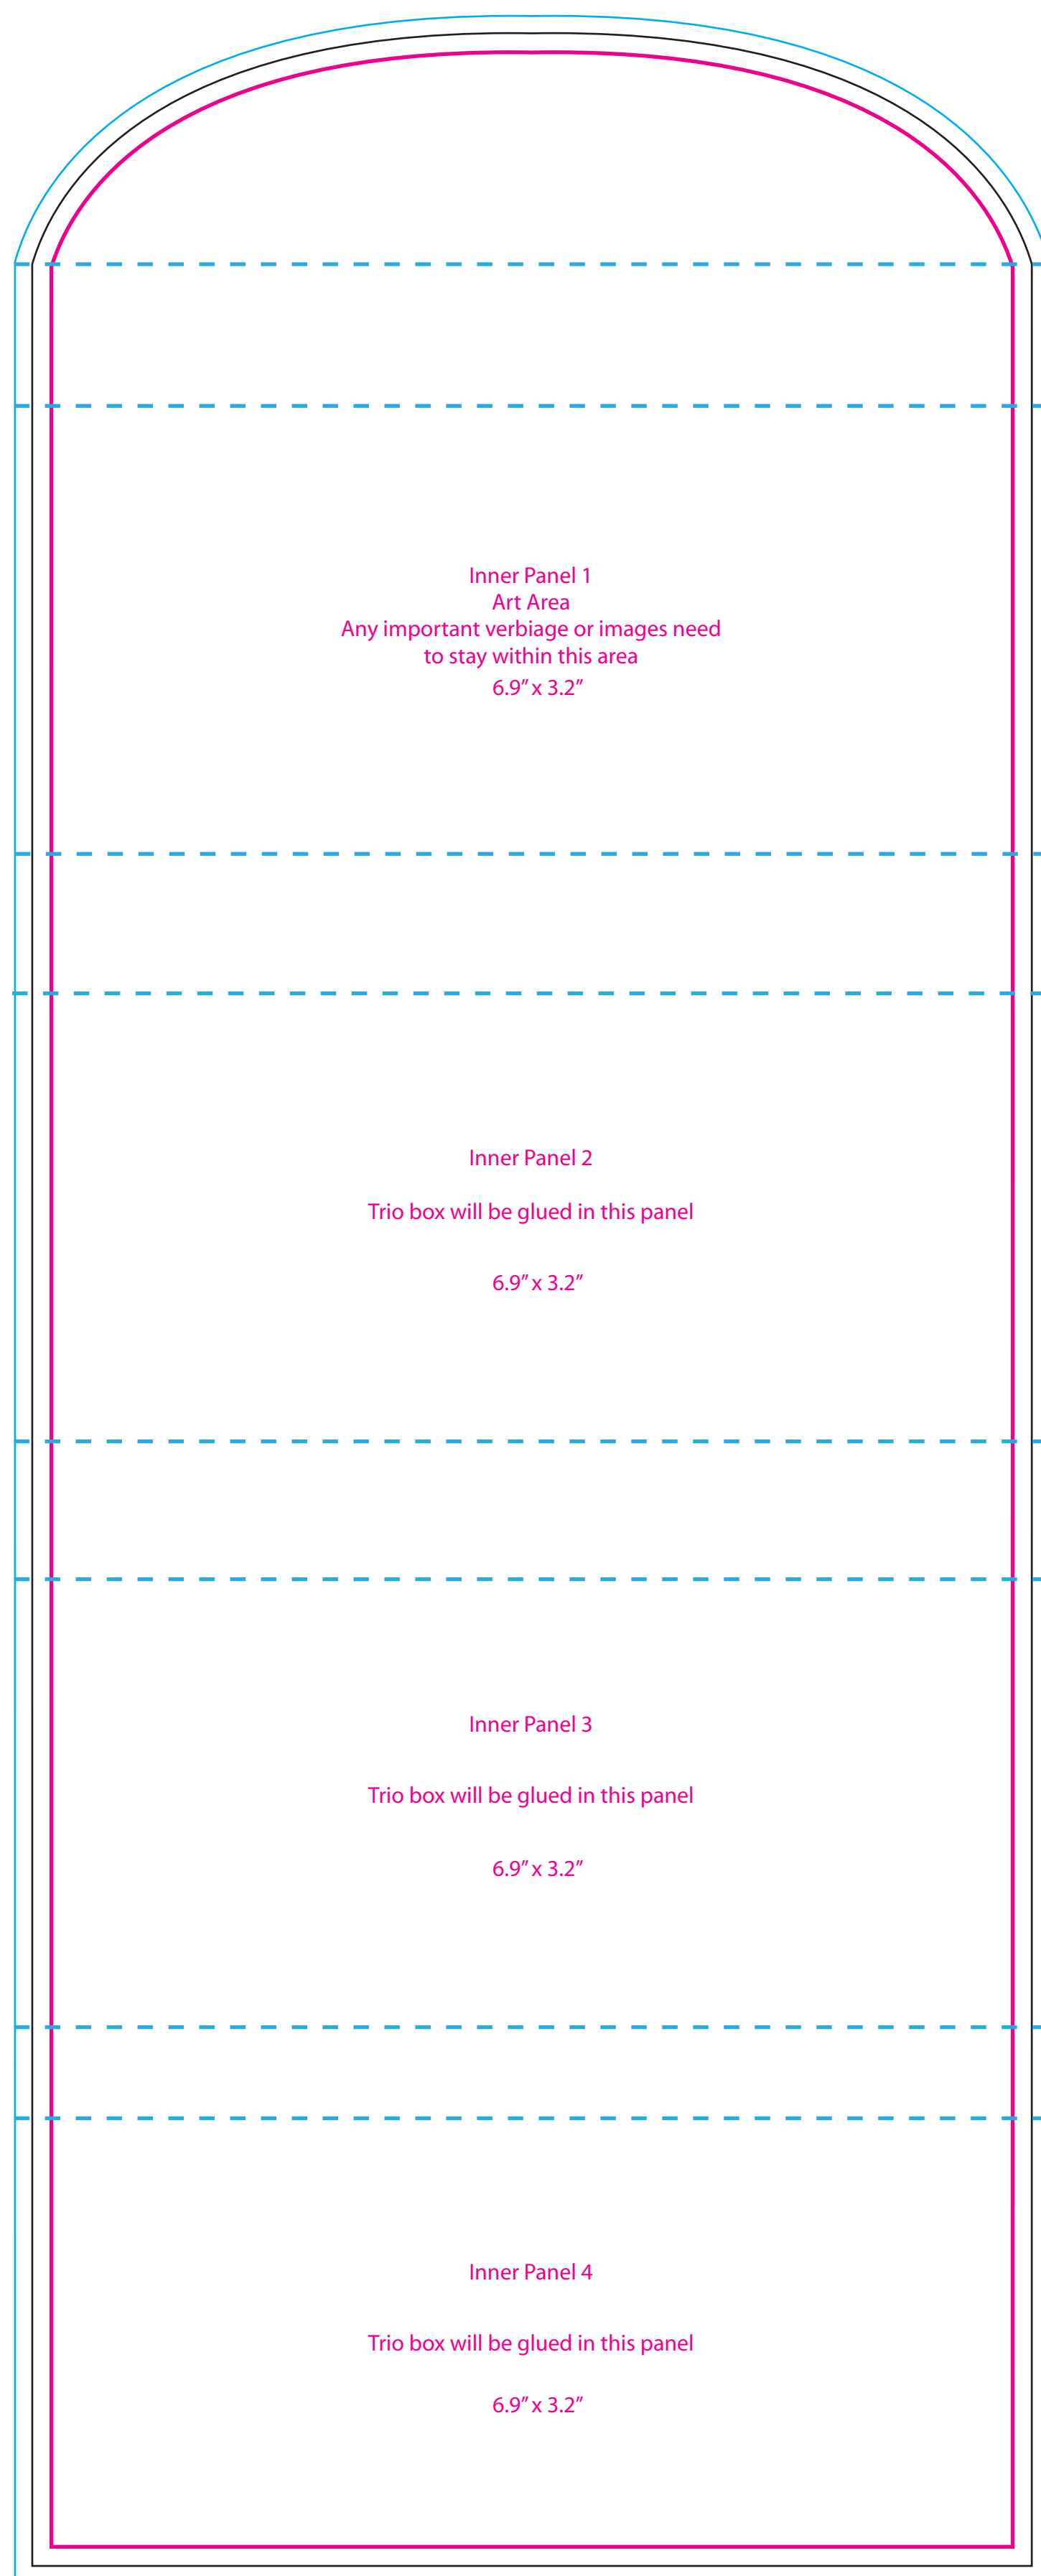 Inner Panel 1
Art Area
Any important verbiage or images need
to stay within this area
6.9” x 3.2”
Inner Panel 2
Trio box will be glued in this panel
6.9” x 3.2”
Inner Panel 3
Trio box will be glued in this panel
6.9” x 3.2”
Inner Panel 4
Trio box will be glued in this panel
6.9” x 3.2”